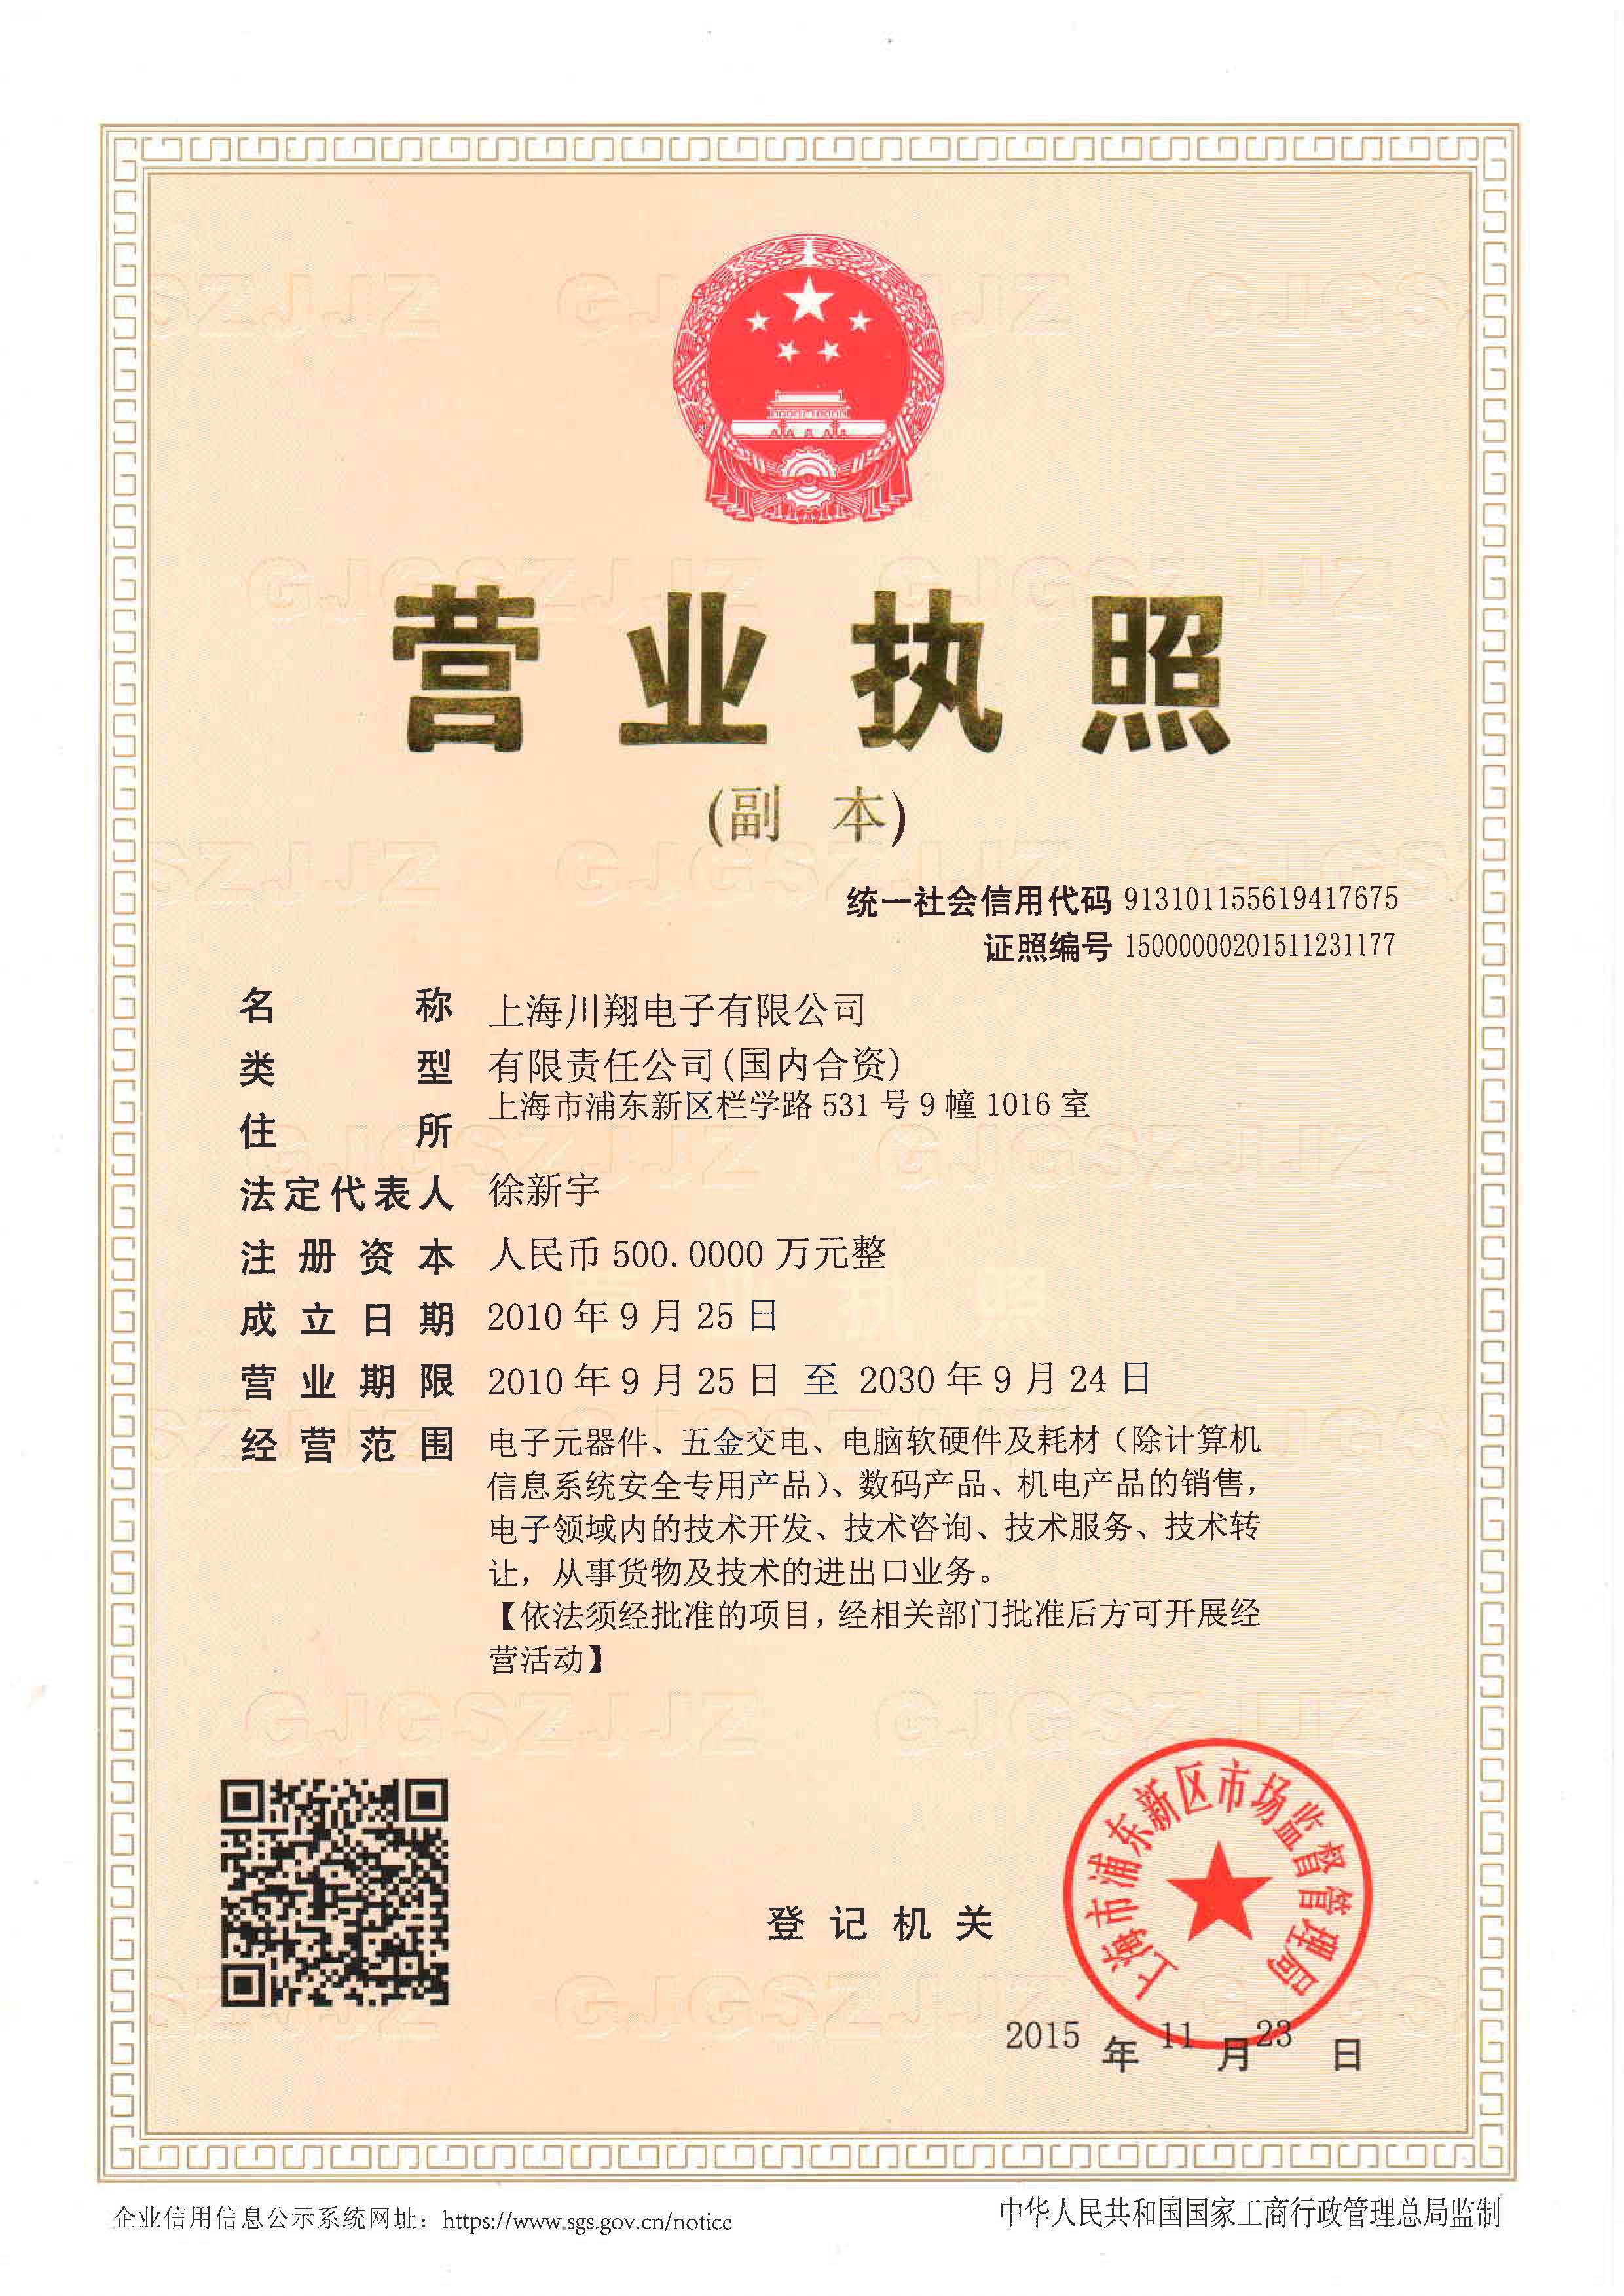 营业执照
(副 本)
统一社会信用代码 913101155619417675
证照编号 15000000201511231177
名 称 上海川翔电子有限公司
类 型 有限责任公司(国内合资)
住 所 上海市浦东新区栏学路 531 号 9 幢 1016 室
法定代表人 徐新宇
注册资本 人民币 500.0000 万元整
成立日期 2010 年 9 月 25 日
营业期限 2010 年 9 月 25 日 至 2030 年 9 月 24 日
经营范围 电子元器件、五金交电、电脑软硬件及耗材（除计算机
信息系统安全专用产品）、数码产品、机电产品的销售，
电子领域内的技术开发、技术咨询、技术服务、技术转
让，从事货物及技术的进出口业务。
【依法须经批准的项目，经相关部门批准后方可开展经
营活动】
登记机关
上海市浦东新区市场监督管理局
2015 年 11 月 23 日
企业信用信息公示系统网址：https://www.sgs.gov.cn/notice
中华人民共和国国家工商行政管理总局监制